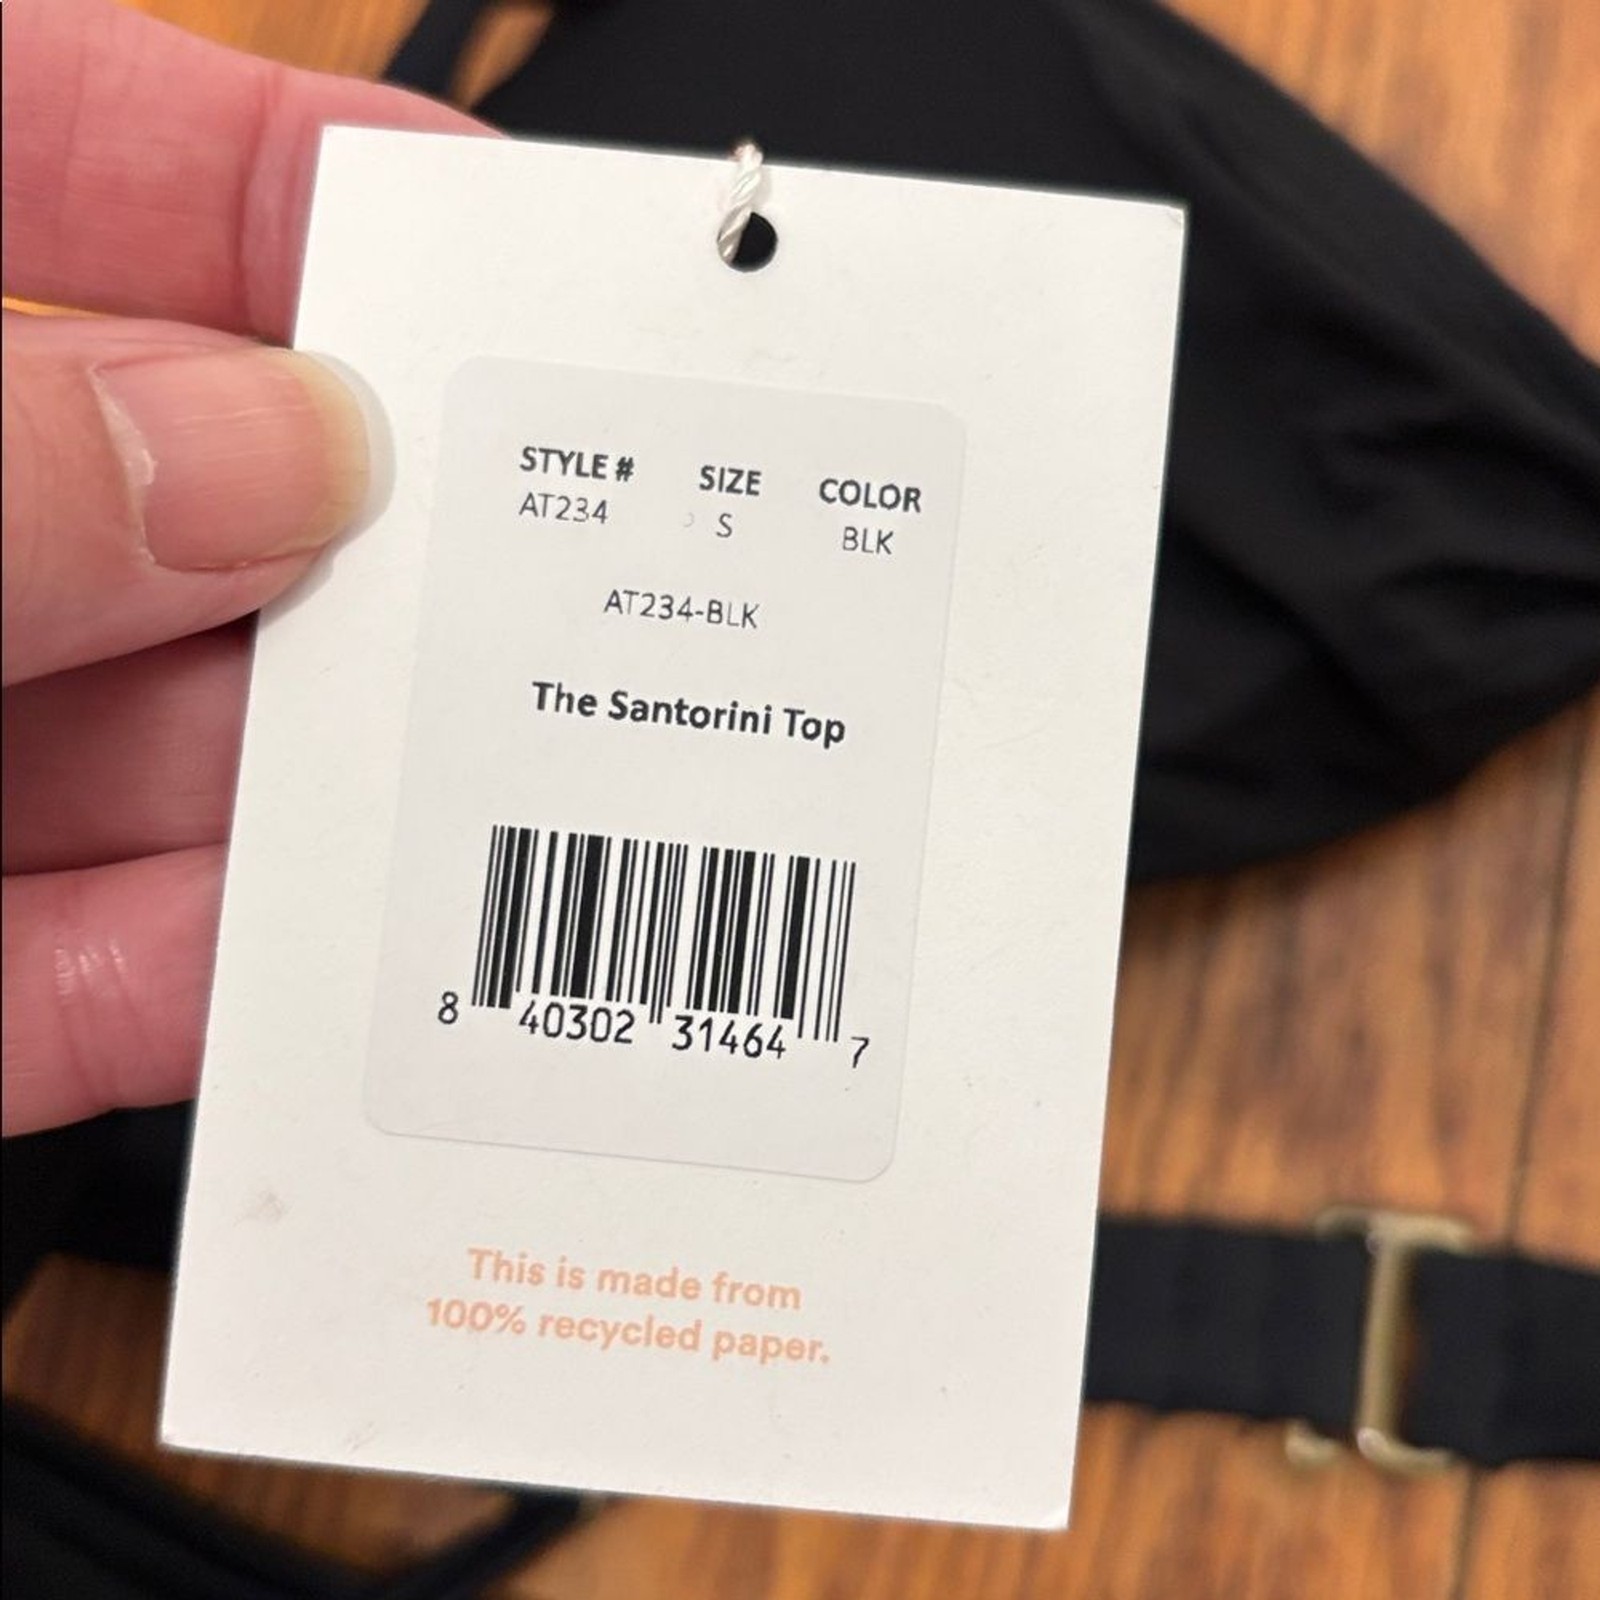 STYLE # SIZE COLOR
AT234 S BLK
AT234-BLK
The Santorini Top
8 40302 31464 7
This is made from
100% recycled paper.